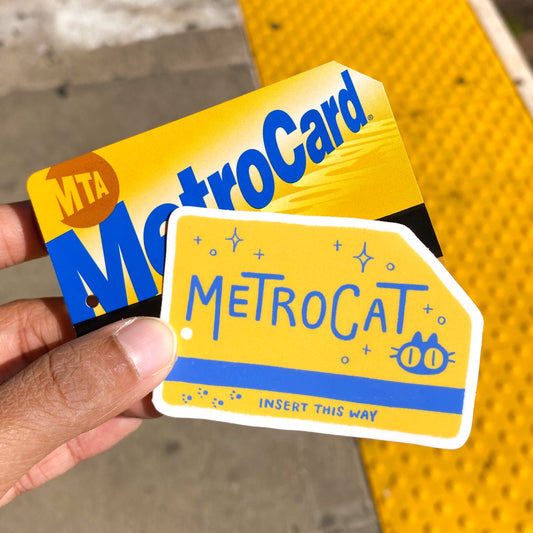 MTA
MetroCard®
METROCAT
INSERT THIS WAY